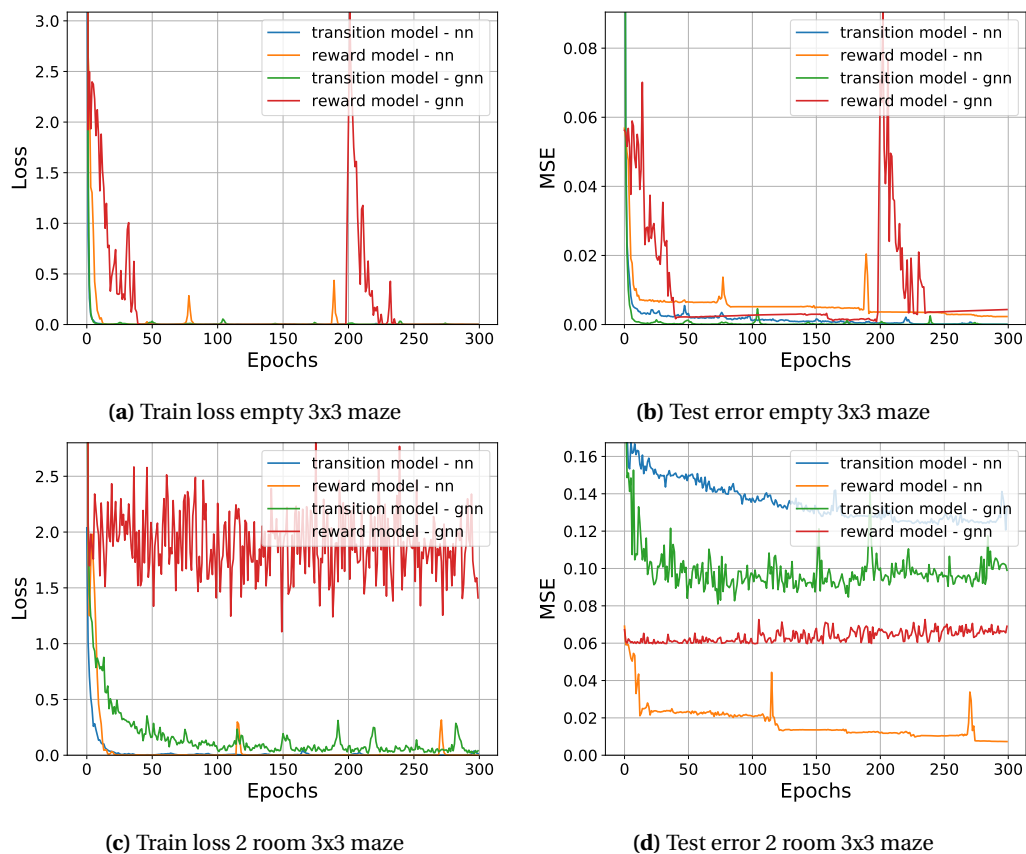 transition model - nn
reward model - nn
transition model - gnn
reward model - gnn
3.0
2.5
2.0
1.5
1.0
0.5
0.0
Loss
0 50 100 150 200 250 300
Epochs
(a) Train loss empty 3x3 maze
transition model - nn
reward model - nn
transition model - gnn
reward model - gnn
0.08
0.06
0.04
0.02
0.00
MSE
0 50 100 150 200 250 300
Epochs
(b) Test error empty 3x3 maze
transition model - nn
reward model - nn
transition model - gnn
reward model - gnn
2.5
2.0
1.5
1.0
0.5
0.0
Loss
0 50 100 150 200 250 300
Epochs
(c) Train loss 2 room 3x3 maze
transition model - nn
reward model - nn
transition model - gnn
reward model - gnn
0.16
0.14
0.12
0.10
0.08
0.06
0.04
0.02
0.00
MSE
0 50 100 150 200 250 300
Epochs
(d) Test error 2 room 3x3 maze